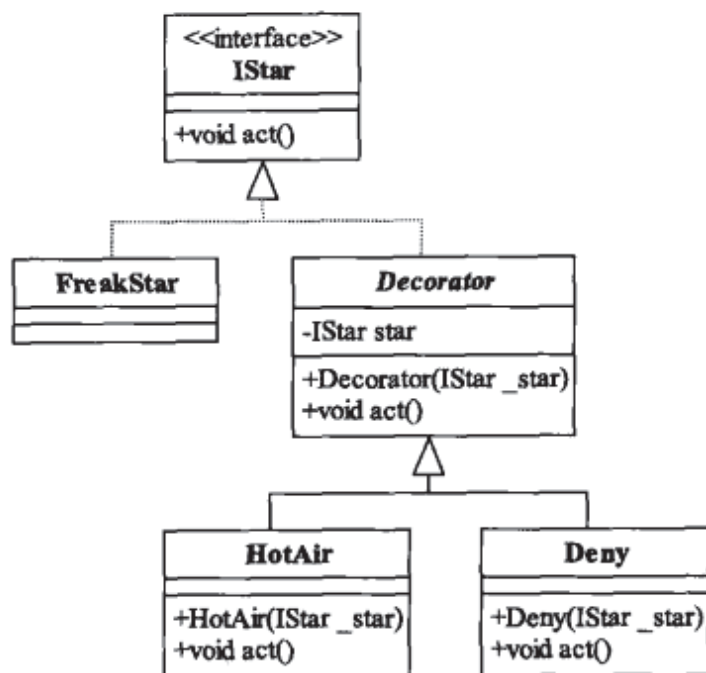 <<interface>>
IStar
+void act()
FreakStar
Decorator
-IStar star
+Decorator(IStar _star)
+void act()
HotAir
+HotAir(IStar _star)
+void act()
Deny
+Deny(IStar _star)
+void act()